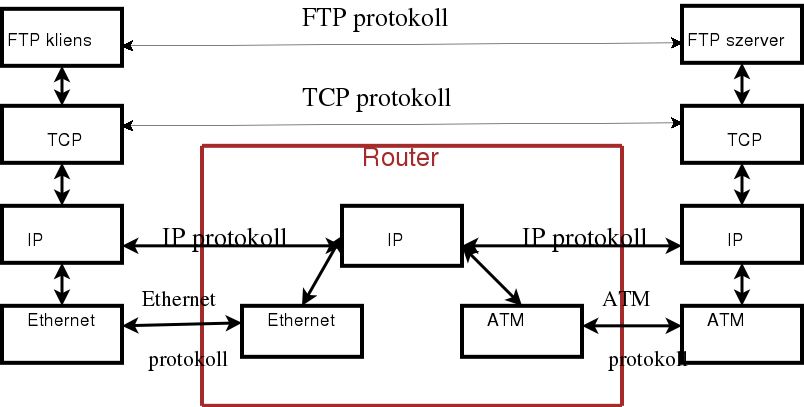 FTP protokoll
FTP kliens
FTP szerver
TCP protokoll
TCP
TCP
Router
IP
IP protokoll
IP
IP protokoll
IP
Ethernet
ATM
Ethernet
Ethernet
ATM
ATM
protokoll
protokoll